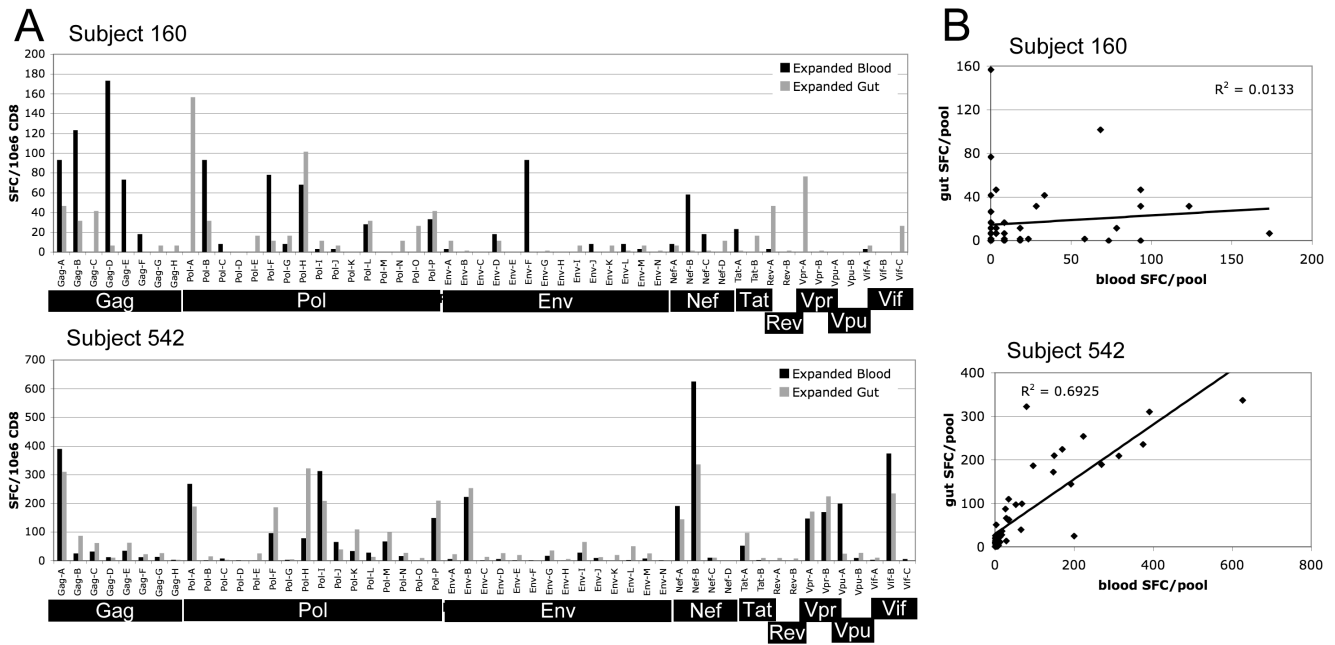 A
Subject 160
SFC/10e6 CD8
200
180
160
140
120
100
80
60
40
20
0
Expanded Blood
Expanded Gut
Gag-A Gag-B Gag-C Gag-D Gag-E Gag-F Gag-G Gag-H Pol-A Pol-B Pol-C Pol-D Pol-E Pol-F Pol-G Pol-H Pol-I Pol-J Pol-K Pol-L Pol-M Pol-N Pol-O Pol-P Env-A Env-B Env-C Env-D Env-E Env-F Env-G Env-H Env-I Env-J Env-K Env-L Env-M Env-N Nef-A Nef-B Nef-C Nef-D Tat-A Tat-B Rev-A Rev-B Vpr-A Vpr-B Vpu-A Vpu-B Vif-A Vif-B Vif-C
Gag Pol Env Nef Tat Rev Vpr Vpu Vif
Subject 542
SFC/10e6 CD8
700
600
500
400
300
200
100
0
Expanded Blood
Expanded Gut
Gag-A Gag-B Gag-C Gag-D Gag-E Gag-F Gag-G Gag-H Pol-A Pol-B Pol-C Pol-D Pol-E Pol-F Pol-G Pol-H Pol-I Pol-J Pol-K Pol-L Pol-M Pol-N Pol-O Pol-P Env-A Env-B Env-C Env-D Env-E Env-F Env-G Env-H Env-I Env-J Env-K Env-L Env-M Env-N Nef-A Nef-B Nef-C Nef-D Tat-A Tat-B Rev-A Rev-B Vpr-A Vpr-B Vpu-A Vpu-B Vif-A Vif-B Vif-C
Gag Pol Env Nef Tat Rev Vpr Vpu Vif
B
Subject 160
gut SFC/pool
160
120
80
40
0
R² = 0.0133
0 40 80 120 160 200
blood SFC/pool
Subject 542
gut SFC/pool
400
300
200
100
0
R² = 0.6925
0 200 400 600 800
blood SFC/pool